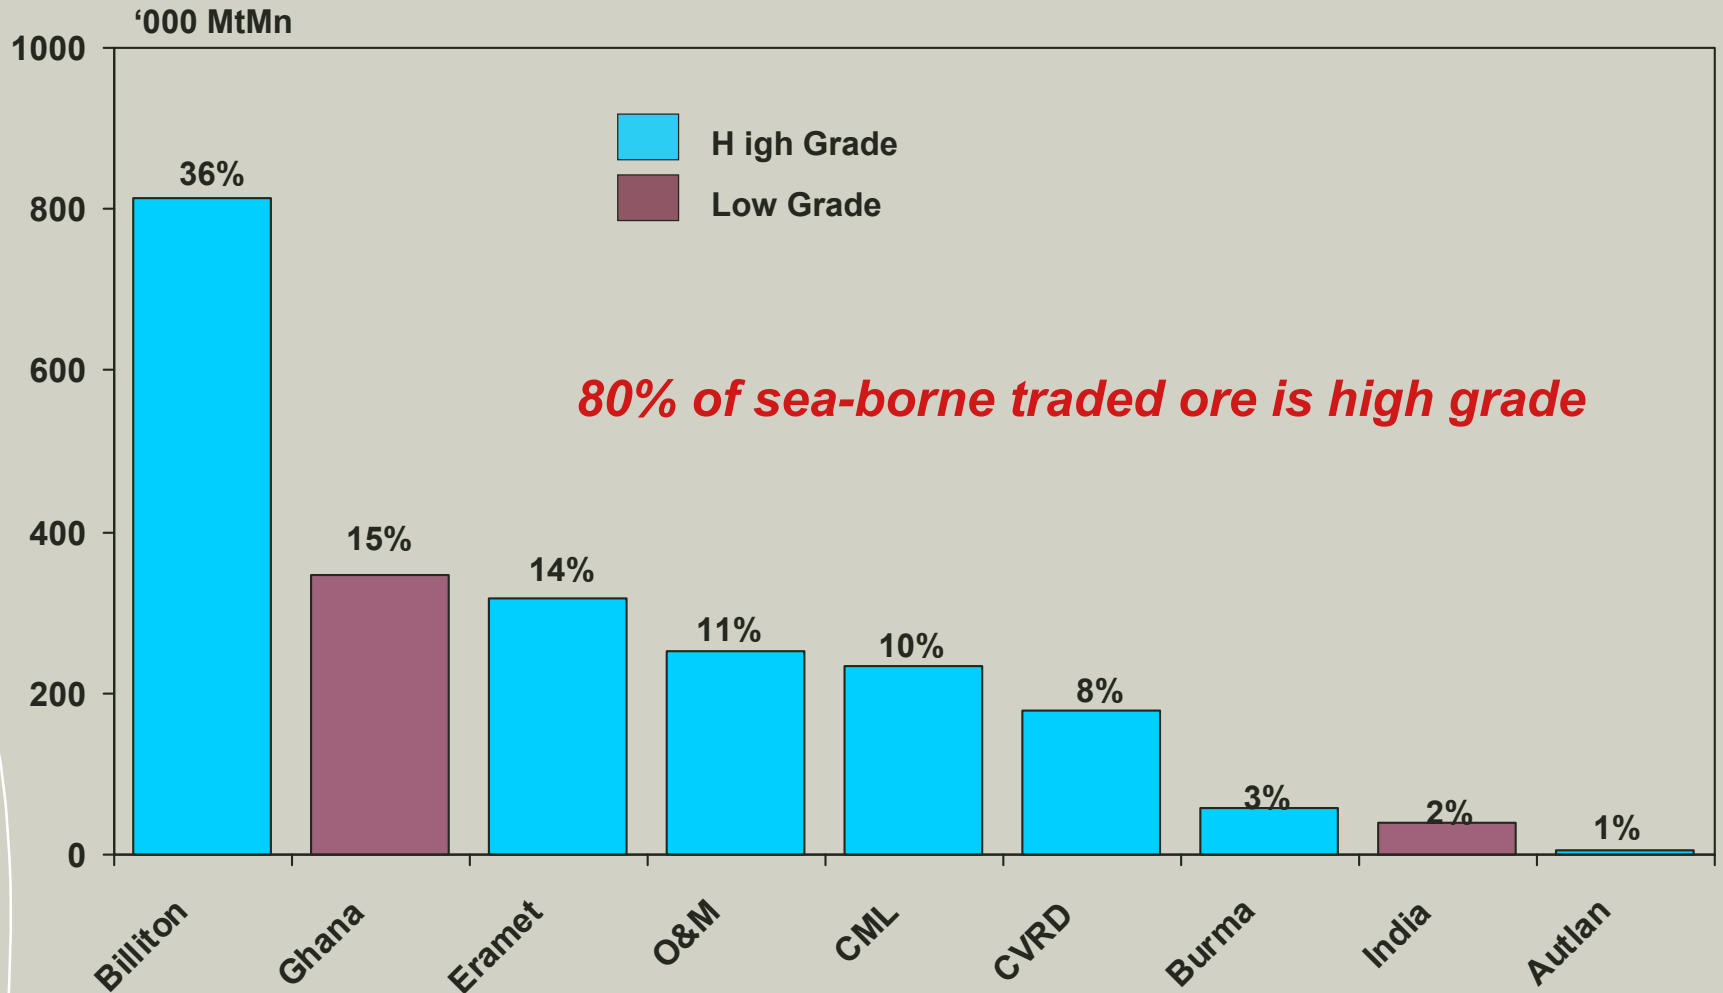 ‘000 MtMn
1000
800
600
400
200
0
H igh Grade
Low Grade
80% of sea-borne traded ore is high grade
36%
15%
14%
11%
10%
8%
3%
2%
1%
Billiton
Ghana
Eramet
O&M
CML
CVRD
Burma
India
Autlan